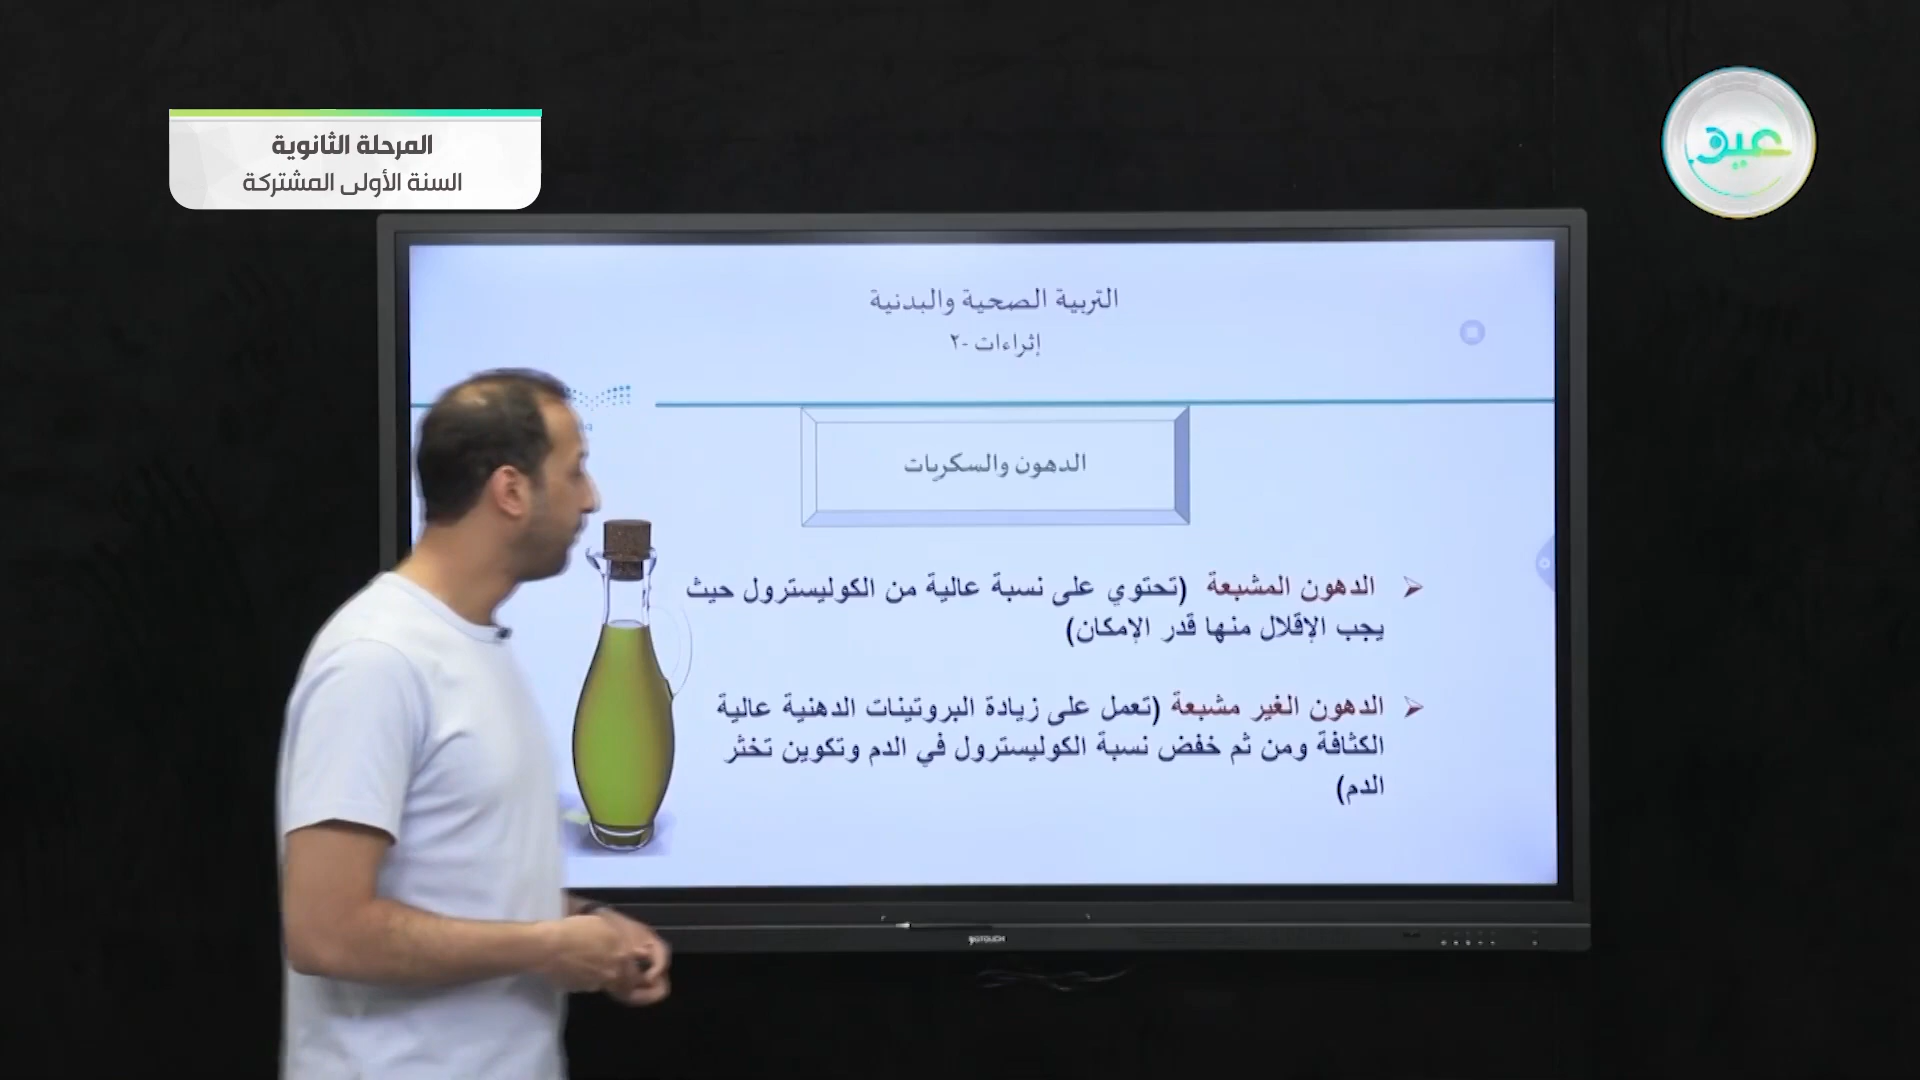 المرحلة الثانوية
السنة الأولى المشتركة
عين
التربية الصحية والبدنية
إثراءات -٢
الدهون والسكريات
الدهون المشبعة (تحتوي على نسبة عالية من الكوليسترول حيث
يجب الإقلال منها قدر الإمكان)
الدهون الغير مشبعة (تعمل على زيادة البروتينات الدهنية عالية
الكثافة ومن ثم خفض نسبة الكوليسترول في الدم وتكوين تخثر
الدم)